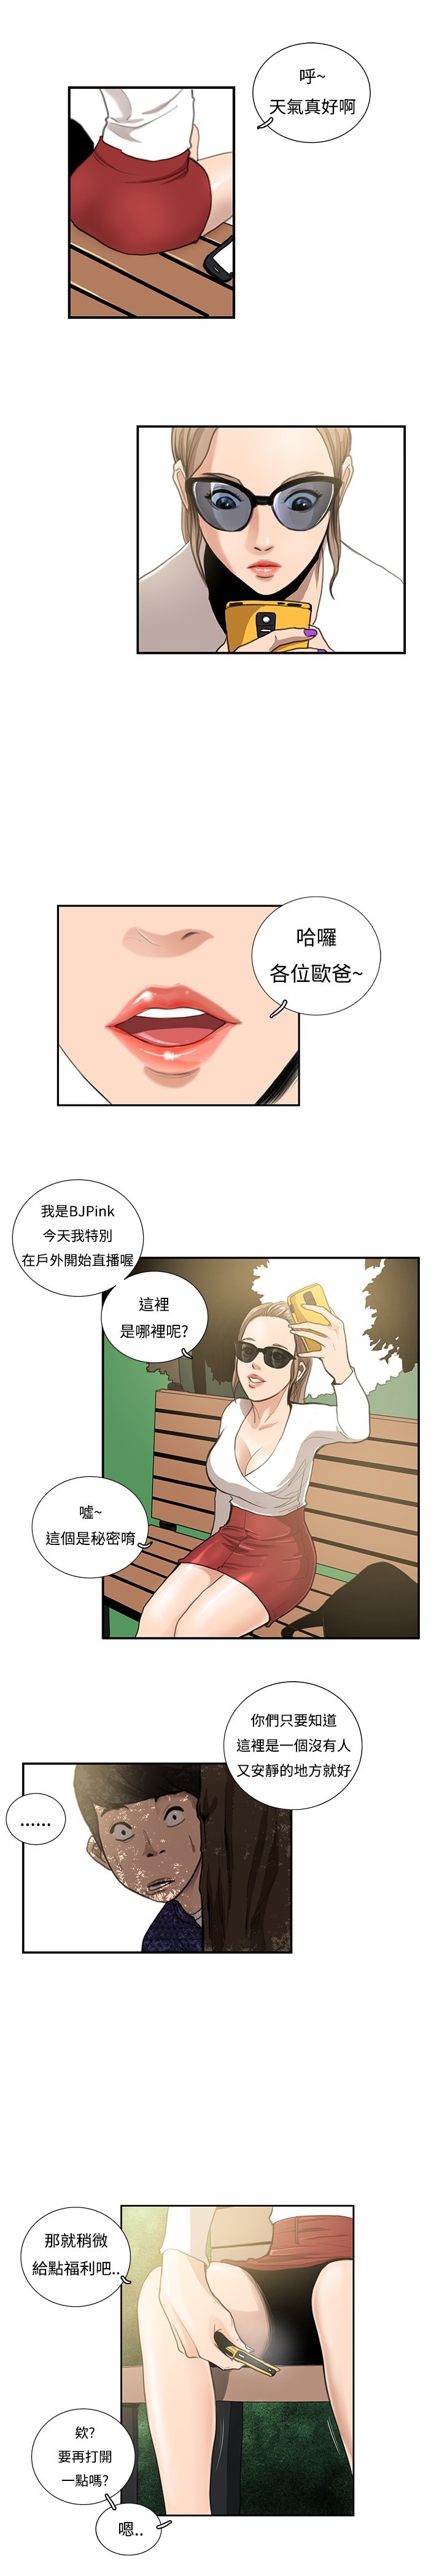 呼~
天氣真好啊
哈囉
各位歐爸~
我是BJPink
今天我特別
在戶外開始直播喔
這裡
是哪裡呢?
噓~
這個是秘密唷
你們只要知道
這裡是一個沒有人
又安靜的地方就好
......
那就稍微
給點福利吧..
欸?
要再打開
一點嗎?
嗯..